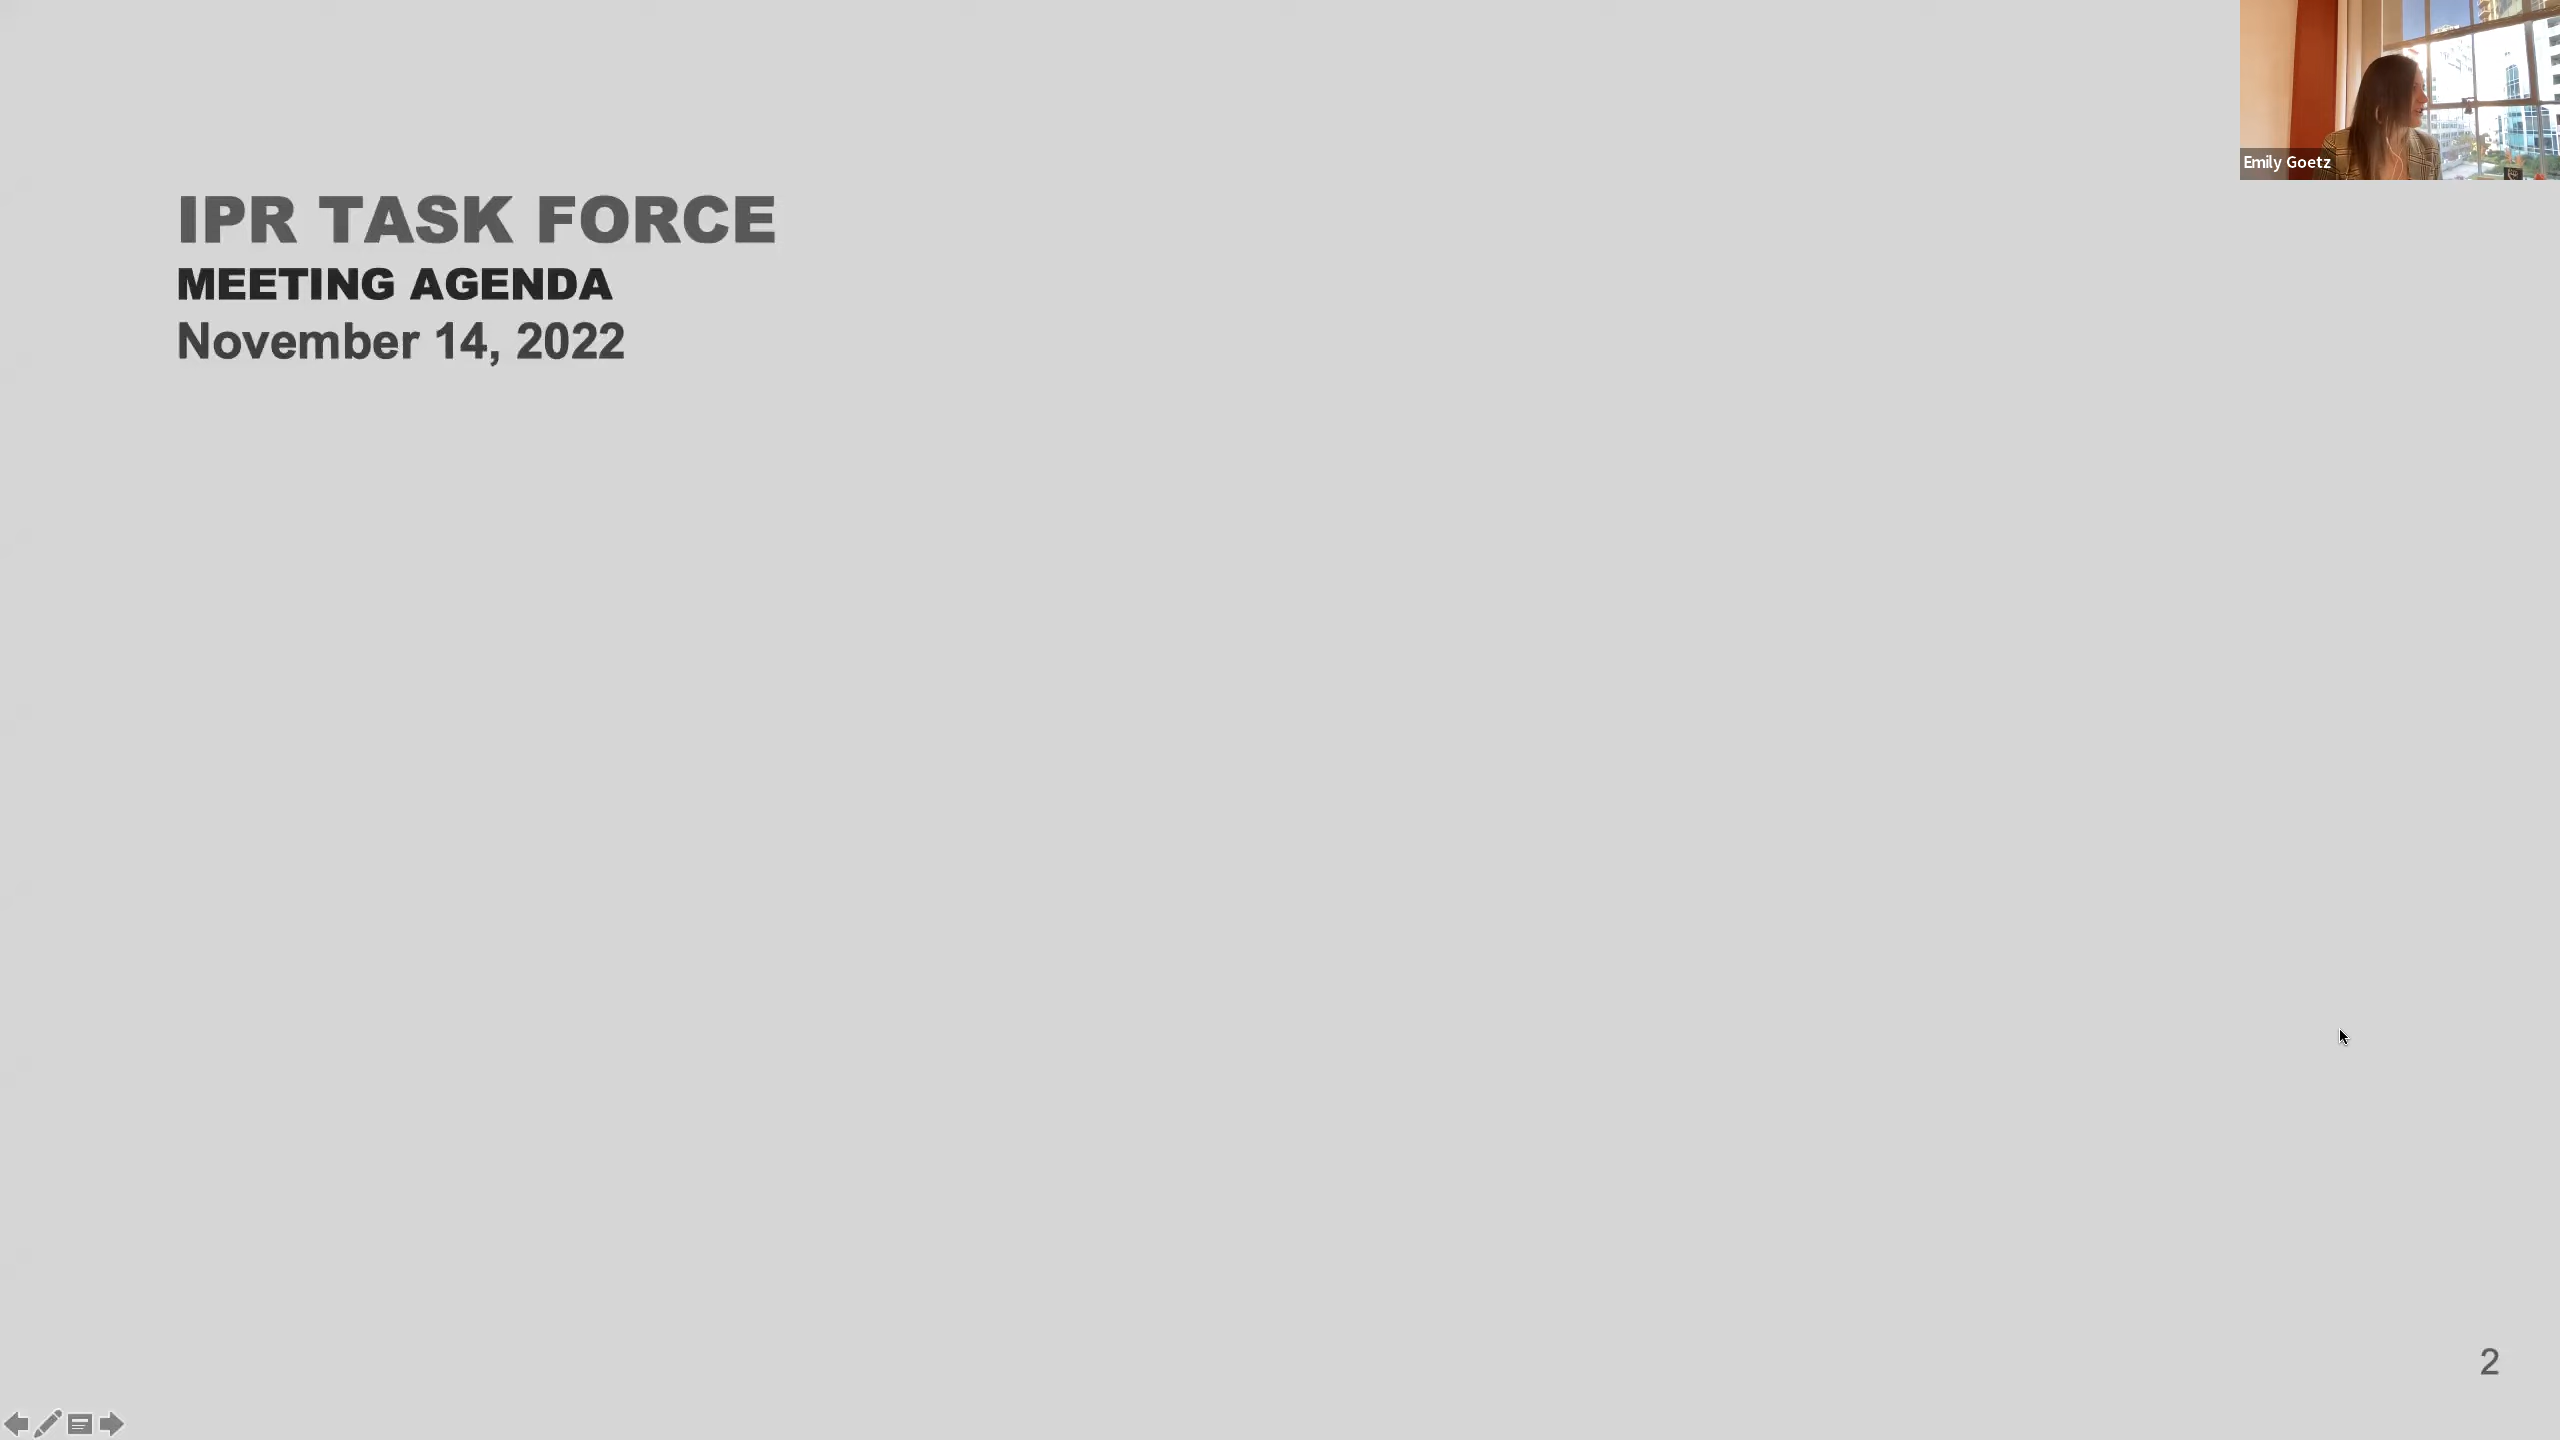 Emily Goetz
IPR TASK FORCE
MEETING AGENDA
November 14, 2022
2